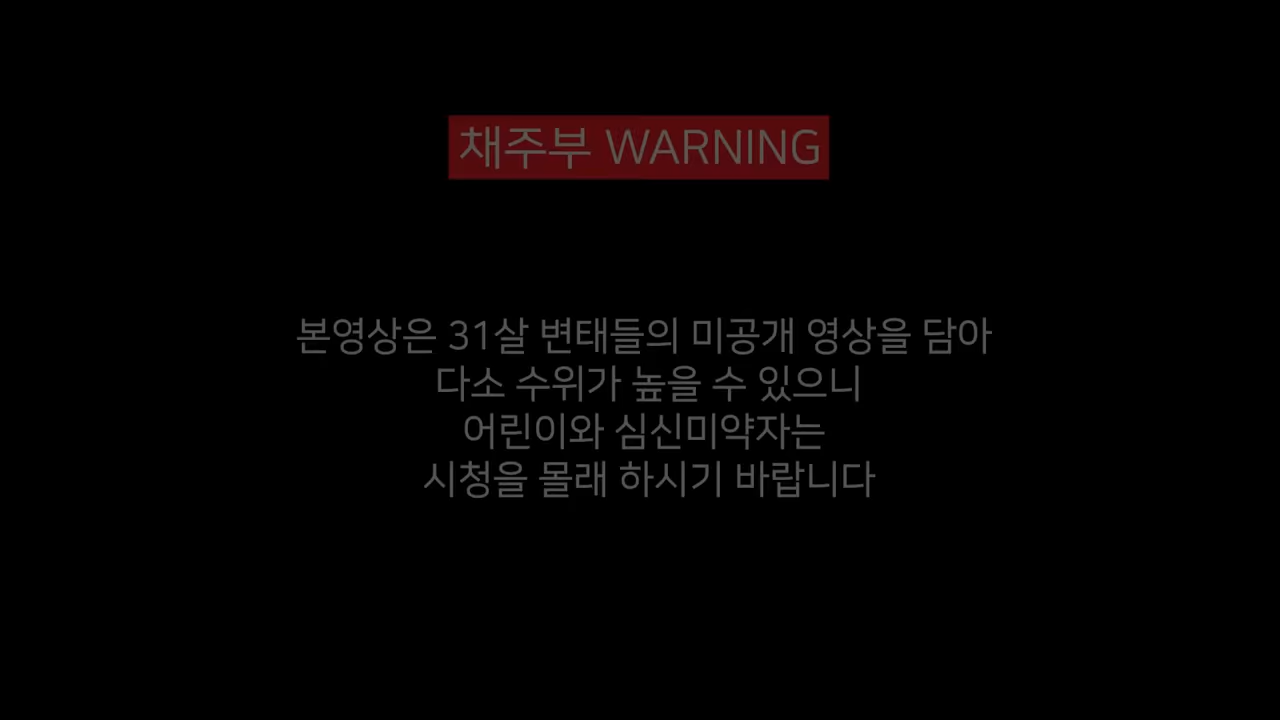 채주부 WARNING
본영상은 31살 변태들의 미공개 영상을 담아
다소 수위가 높을 수 있으니
어린이와 심신미약자는
시청을 몰래 하시기 바랍니다